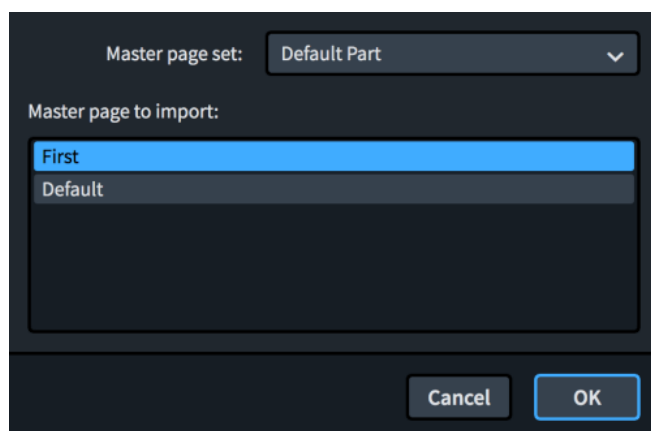 Master page set: Default Part
Master page to import:
First
Default
Cancel OK